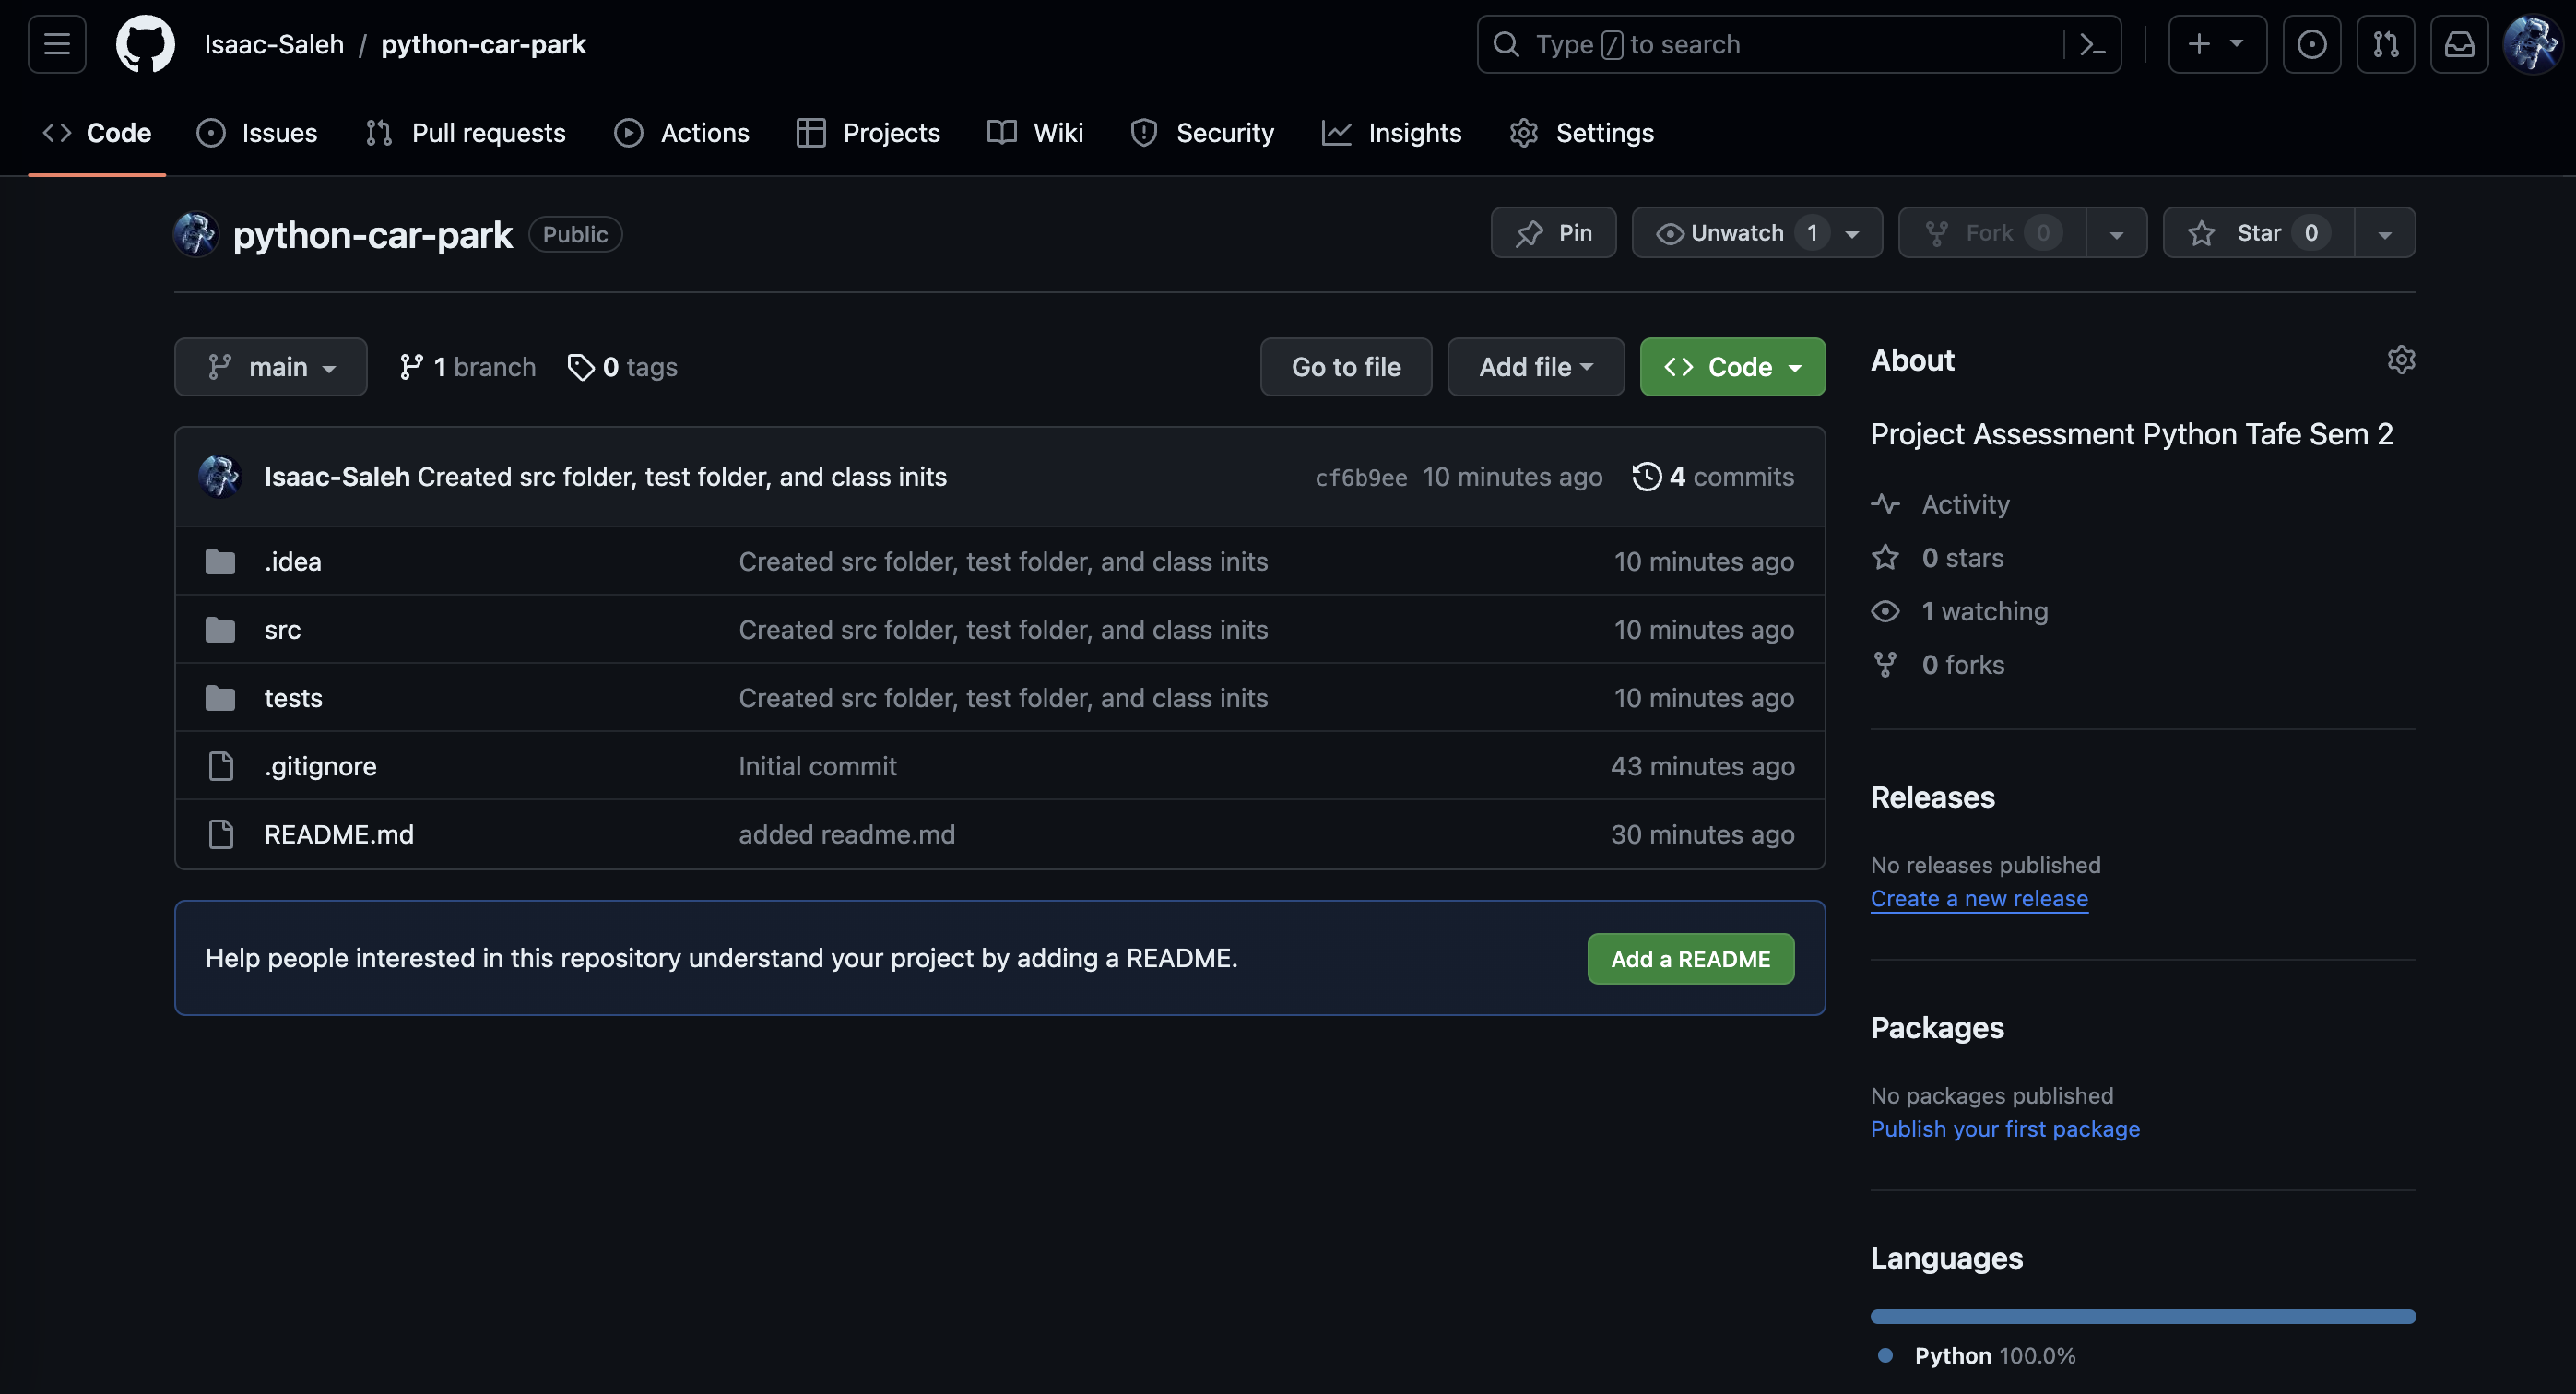 Isaac-Saleh / python-car-park
Type / to search
Code Issues Pull requests Actions Projects Wiki Security Insights Settings
python-car-park Public
Pin Unwatch 1 Fork 0 Star 0
main 1 branch 0 tags Go to file Add file Code
Isaac-Saleh Created src folder, test folder, and class inits cf6b9ee 10 minutes ago 4 commits
.idea Created src folder, test folder, and class inits 10 minutes ago
src Created src folder, test folder, and class inits 10 minutes ago
tests Created src folder, test folder, and class inits 10 minutes ago
.gitignore Initial commit 43 minutes ago
README.md added readme.md 30 minutes ago
Help people interested in this repository understand your project by adding a README. Add a README
About
Project Assessment Python Tafe Sem 2
Activity
0 stars
1 watching
0 forks
Releases
No releases published
Create a new release
Packages
No packages published
Publish your first package
Languages
Python 100.0%